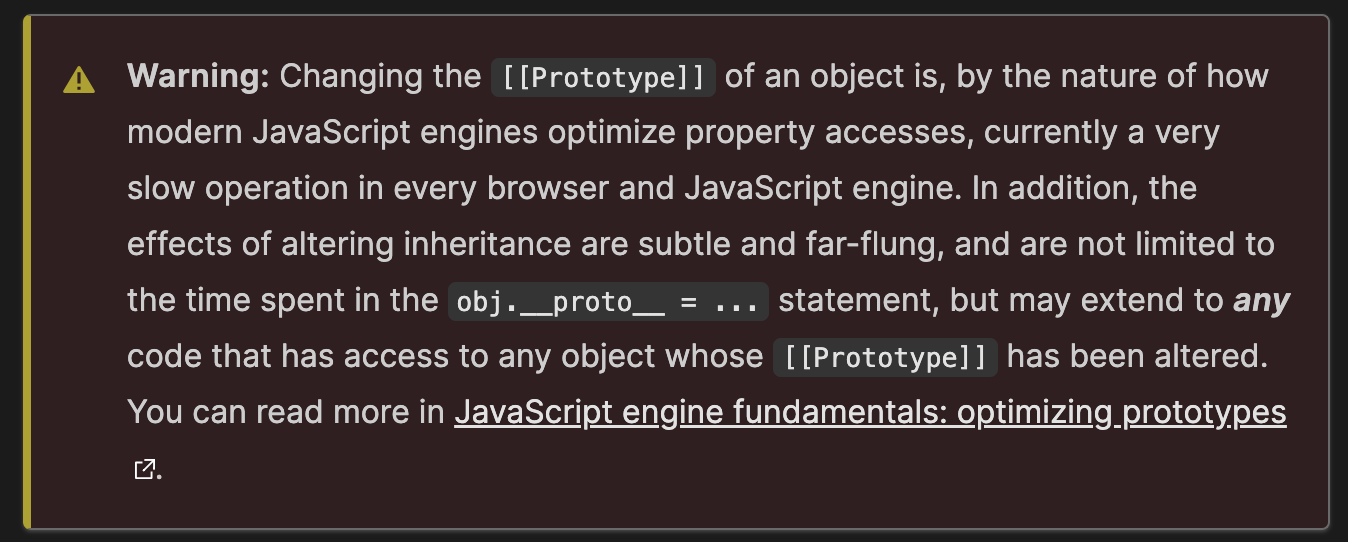 Warning: Changing the [[Prototype]] of an object is, by the nature of how
modern JavaScript engines optimize property accesses, currently a very
slow operation in every browser and JavaScript engine. In addition, the
effects of altering inheritance are subtle and far-flung, and are not limited to
the time spent in the obj.__proto__ = ... statement, but may extend to any
code that has access to any object whose [[Prototype]] has been altered.
You can read more in JavaScript engine fundamentals: optimizing prototypes
.